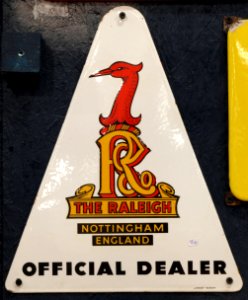 R
THE RALEIGH
NOTTINGHAM
ENGLAND
OFFICIAL DEALER